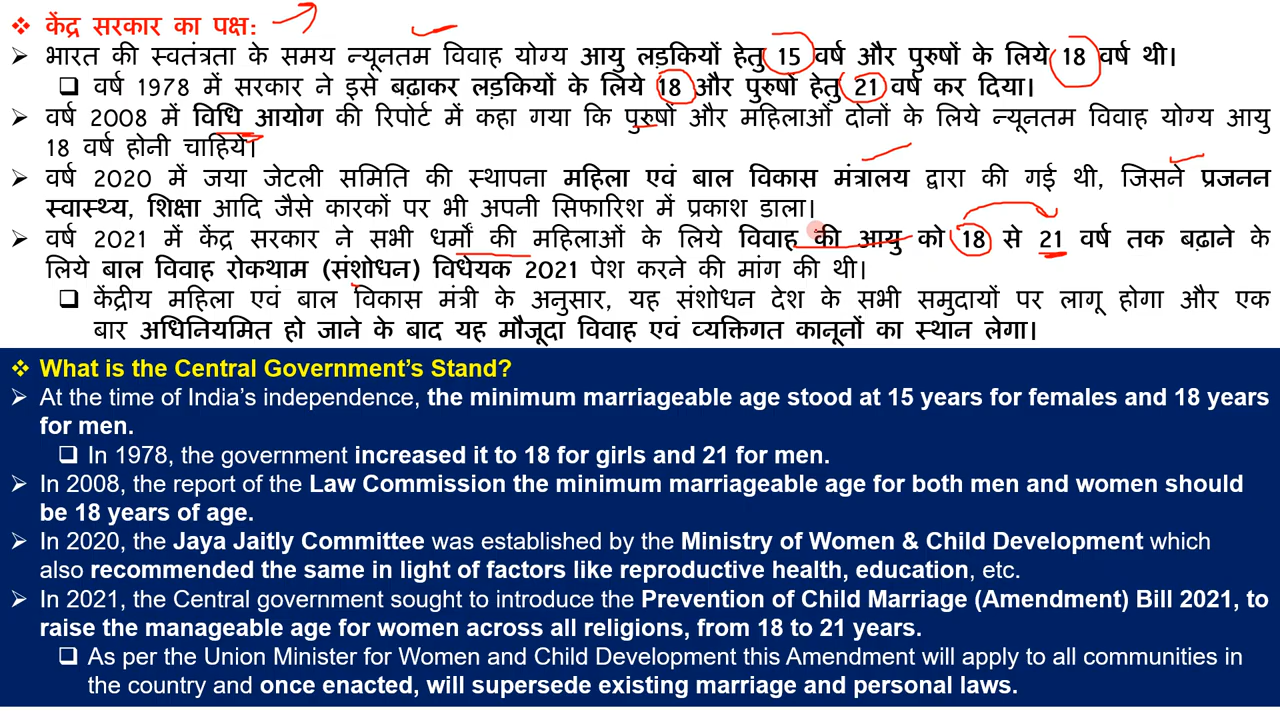 ❖ केंद्र सरकार का पक्ष:
➢ भारत की स्वतंत्रता के समय न्यूनतम विवाह योग्य आयु लड़कियों हेतु 15 वर्ष और पुरुषों के लिये 18 वर्ष थी।
❑ वर्ष 1978 में सरकार ने इसे बढ़ाकर लड़कियों के लिये 18 और पुरुषों हेतु 21 वर्ष कर दिया।
➢ वर्ष 2008 में विधि आयोग की रिपोर्ट में कहा गया कि पुरुषों और महिलाओं दोनों के लिये न्यूनतम विवाह योग्य आयु
18 वर्ष होनी चाहिये।
➢ वर्ष 2020 में जया जेटली समिति की स्थापना महिला एवं बाल विकास मंत्रालय द्वारा की गई थी, जिसने प्रजनन
स्वास्थ्य, शिक्षा आदि जैसे कारकों पर भी अपनी सिफारिश में प्रकाश डाला।
➢ वर्ष 2021 में केंद्र सरकार ने सभी धर्मों की महिलाओं के लिये विवाह की आयु को 18 से 21 वर्ष तक बढ़ाने के
लिये बाल विवाह रोकथाम (संशोधन) विधेयक 2021 पेश करने की मांग की थी।
❑ केंद्रीय महिला एवं बाल विकास मंत्री के अनुसार, यह संशोधन देश के सभी समुदायों पर लागू होगा और एक
बार अधिनियमित हो जाने के बाद यह मौजूदा विवाह एवं व्यक्तिगत कानूनों का स्थान लेगा।
❖ What is the Central Government's Stand?
➢ At the time of India's independence, the minimum marriageable age stood at 15 years for females and 18 years
for men.
❑ In 1978, the government increased it to 18 for girls and 21 for men.
➢ In 2008, the report of the Law Commission the minimum marriageable age for both men and women should
be 18 years of age.
➢ In 2020, the Jaya Jaitly Committee was established by the Ministry of Women & Child Development which
also recommended the same in light of factors like reproductive health, education, etc.
➢ In 2021, the Central government sought to introduce the Prevention of Child Marriage (Amendment) Bill 2021, to
raise the manageable age for women across all religions, from 18 to 21 years.
❑ As per the Union Minister for Women and Child Development this Amendment will apply to all communities in
the country and once enacted, will supersede existing marriage and personal laws.